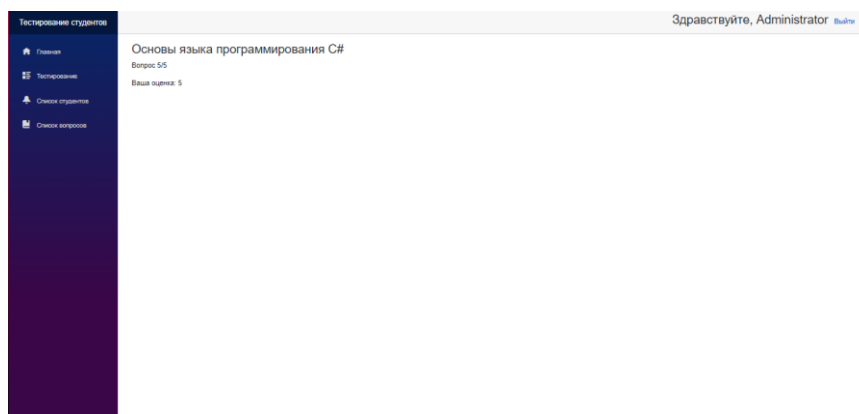 Тестирование студентов
Здравствуйте, Administrator Выйти
Главная
Тестирование
Список студентов
Список вопросов
Основы языка программирования C#
Вопрос 5/5
Ваша оценка: 5